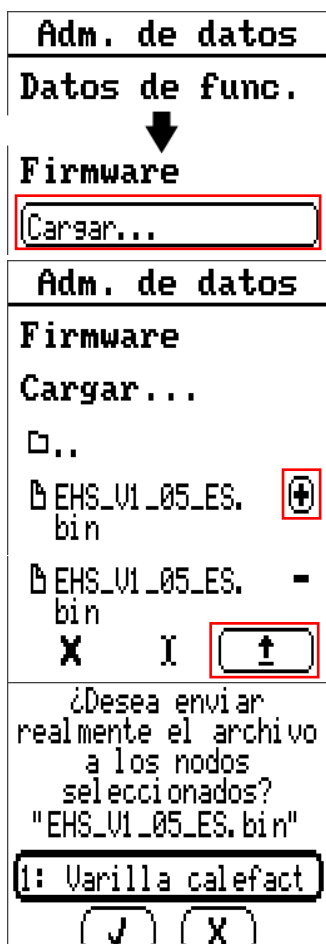 Adm. de datos
Datos de func.
Firmware
Cargar...
Adm. de datos
Firmware
Cargar...
..
EHS_V1_05_ES.
bin
EHS_V1_05_ES.
bin
¿Desea enviar
realmente el archivo
a los nodos
seleccionados?
"EHS_V1_05_ES.bin"
1: Varilla calefact